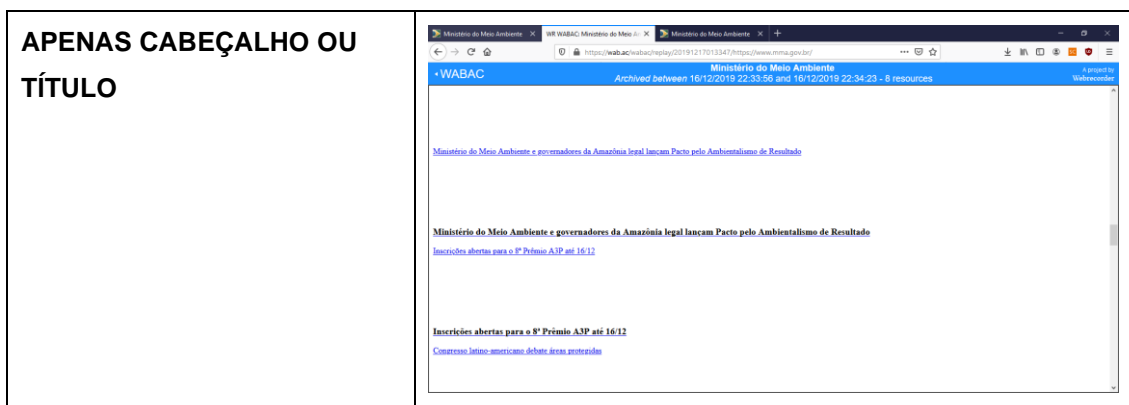 APENAS CABEÇALHO OU
TÍTULO
Ministério do Meio Ambiente
WR WABAC: Ministério do Meio A
Ministério do Meio Ambiente
https://wab.ac/wabac/replay/20191217013347/https://www.mma.gov.br/
WABAC
Ministério do Meio Ambiente
Archived between 16/12/2019 22:33:56 and 16/12/2019 22:34:23 - 8 resources
A project by
Webrecorder
Ministério do Meio Ambiente e governadores da Amazônia legal lançam Pacto pelo Ambientalismo de Resultado
Ministério do Meio Ambiente e governadores da Amazônia legal lançam Pacto pelo Ambientalismo de Resultado
Inscrições abertas para o 8º Prêmio A3P até 16/12
Inscrições abertas para o 8º Prêmio A3P até 16/12
Congresso latino-americano debate áreas protegidas